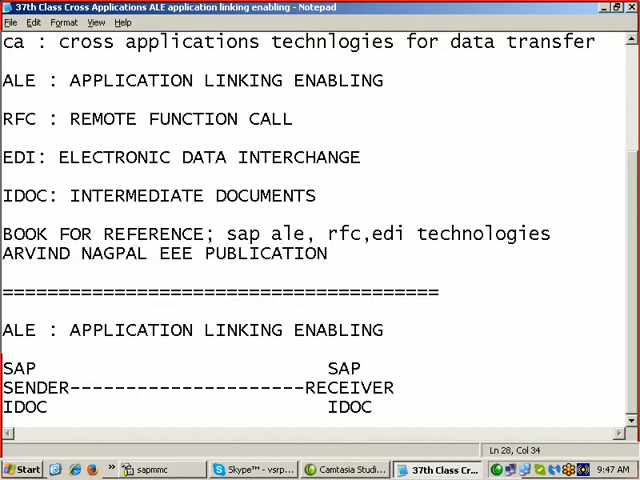 37th Class Cross Applications ALE application linking enabling - Notepad
File Edit Format View Help
ca : cross applications technlogies for data transfer
ALE : APPLICATION LINKING ENABLING
RFC : REMOTE FUNCTION CALL
EDI: ELECTRONIC DATA INTERCHANGE
IDOC: INTERMEDIATE DOCUMENTS
BOOK FOR REFERENCE; sap ale, rfc,edi technologies
ARVIND NAGPAL EEE PUBLICATION
=======================================
ALE : APPLICATION LINKING ENABLING
SAP SAP
SENDER---------------------RECEIVER
IDOC IDOC
Ln 28, Col 34
Start » sapmmc Skype™ - vsrp... Camtasia Studi... 37th Class Cr... 9:47 AM